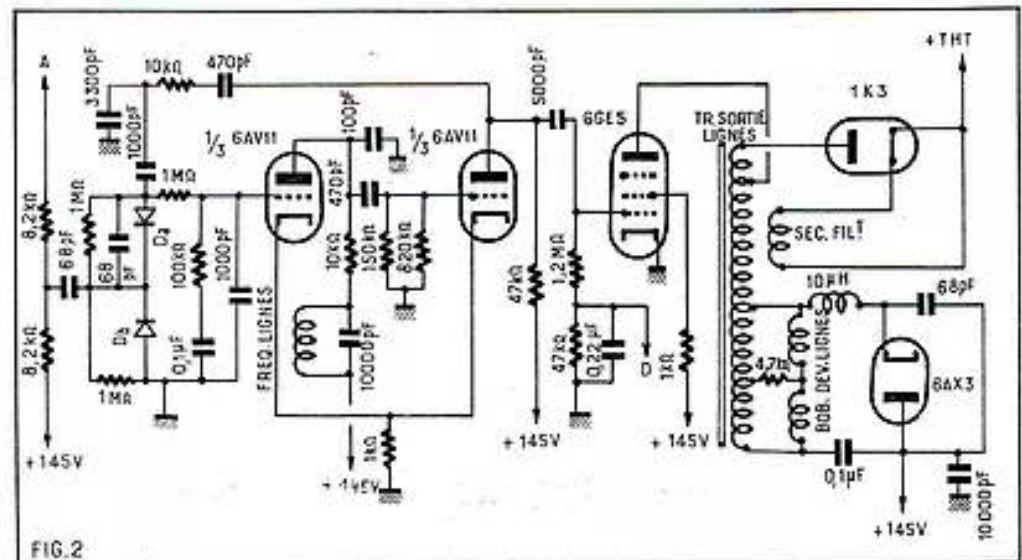 A
3300pF
10kΩ
470pF
1000pF
1/3 6AV11
100pF
1/3 6AV11
5000pF
6GE5
TR.SORTIE
LIGNES
1K3
+THT
8,2kΩ
1MΩ
68
pF
1MΩ
Da
68pF
100kΩ
1000pF
470pF
10kΩ
150kΩ
820kΩ
47kΩ
1,2MΩ
SEC. FILT
10µH
68pF
8,2kΩ
Db
1MΩ
0,1µF
FREQ.LIGNES
10000pF
47kΩ
0,22µF
D
1kΩ
4,7kΩ
BOB. DEV. LIGNES
6AX3
+145V
1kΩ
+145V
+145V
+145V
0,1µF
+145V
10000pF
FIG.2